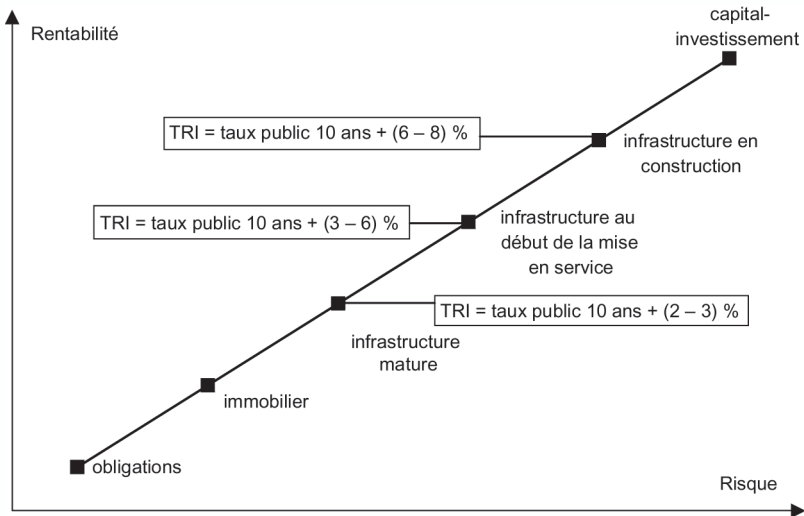 capital-
investissement
Rentabilité
TRI = taux public 10 ans + (6 – 8) %
infrastructure en
construction
TRI = taux public 10 ans + (3 – 6) %
infrastructure au
début de la mise
en service
TRI = taux public 10 ans + (2 – 3) %
infrastructure
mature
immobilier
obligations
Risque